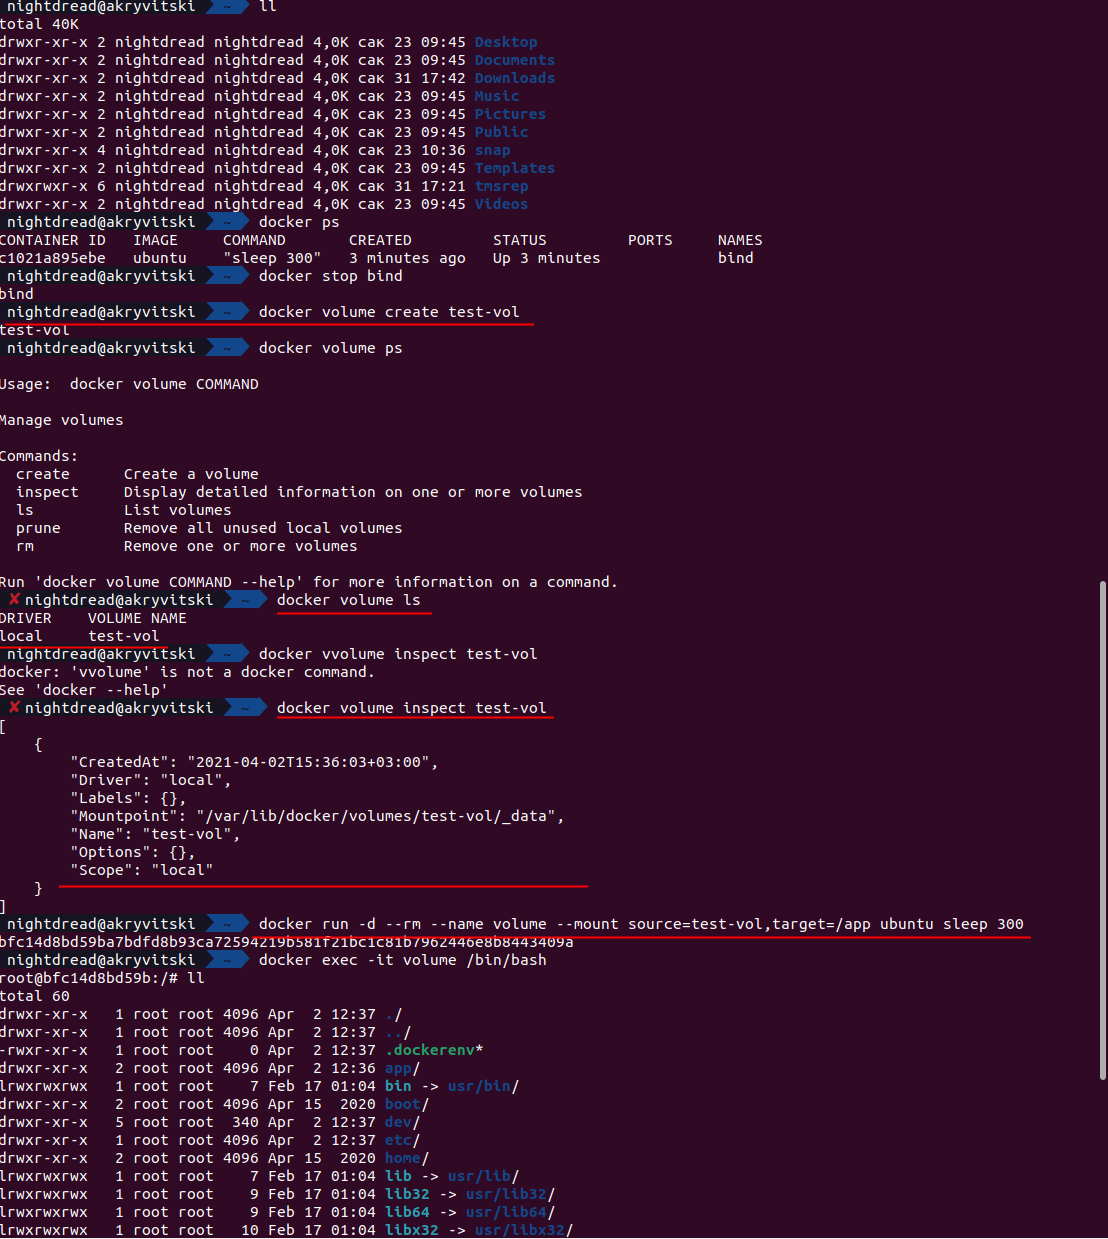 nightdread@akryvitski ~ ll
total 40K
drwxr-xr-x 2 nightdread nightdread 4,0K сак 23 09:45 Desktop
drwxr-xr-x 2 nightdread nightdread 4,0K сак 23 09:45 Documents
drwxr-xr-x 2 nightdread nightdread 4,0K сак 31 17:42 Downloads
drwxr-xr-x 2 nightdread nightdread 4,0K сак 23 09:45 Music
drwxr-xr-x 2 nightdread nightdread 4,0K сак 23 09:45 Pictures
drwxr-xr-x 2 nightdread nightdread 4,0K сак 23 09:45 Public
drwxr-xr-x 4 nightdread nightdread 4,0K сак 23 10:36 snap
drwxr-xr-x 2 nightdread nightdread 4,0K сак 23 09:45 Templates
drwxrwxr-x 6 nightdread nightdread 4,0K сак 31 17:21 tmsrep
drwxr-xr-x 2 nightdread nightdread 4,0K сак 23 09:45 Videos
nightdread@akryvitski ~ docker ps
CONTAINER ID   IMAGE     COMMAND       CREATED         STATUS         PORTS     NAMES
c1021a895ebe   ubuntu    "sleep 300"   3 minutes ago   Up 3 minutes             bind
nightdread@akryvitski ~ docker stop bind
bind
nightdread@akryvitski ~ docker volume create test-vol
test-vol
nightdread@akryvitski ~ docker volume ps
Usage:  docker volume COMMAND
Manage volumes
Commands:
  create      Create a volume
  inspect     Display detailed information on one or more volumes
  ls          List volumes
  prune       Remove all unused local volumes
  rm          Remove one or more volumes
Run 'docker volume COMMAND --help' for more information on a command.
✘ nightdread@akryvitski ~ docker volume ls
DRIVER    VOLUME NAME
local     test-vol
nightdread@akryvitski ~ docker vvolume inspect test-vol
docker: 'vvolume' is not a docker command.
See 'docker --help'
✘ nightdread@akryvitski ~ docker volume inspect test-vol
[
    {
        "CreatedAt": "2021-04-02T15:36:03+03:00",
        "Driver": "local",
        "Labels": {},
        "Mountpoint": "/var/lib/docker/volumes/test-vol/_data",
        "Name": "test-vol",
        "Options": {},
        "Scope": "local"
    }
]
nightdread@akryvitski ~ docker run -d --rm --name volume --mount source=test-vol,target=/app ubuntu sleep 300
bfc14d8bd59ba7bdfd8b93ca72594219b581f21bc1c81b7962446e8b8443409a
nightdread@akryvitski ~ docker exec -it volume /bin/bash
root@bfc14d8bd59b:/# ll
total 60
drwxr-xr-x   1 root root 4096 Apr  2 12:37 ./
drwxr-xr-x   1 root root 4096 Apr  2 12:37 ../
-rwxr-xr-x   1 root root    0 Apr  2 12:37 .dockerenv*
drwxr-xr-x   2 root root 4096 Apr  2 12:36 app/
lrwxrwxrwx   1 root root    7 Feb 17 01:04 bin -> usr/bin/
drwxr-xr-x   2 root root 4096 Apr 15  2020 boot/
drwxr-xr-x   5 root root  340 Apr  2 12:37 dev/
drwxr-xr-x   1 root root 4096 Apr  2 12:37 etc/
drwxr-xr-x   2 root root 4096 Apr 15  2020 home/
lrwxrwxrwx   1 root root    7 Feb 17 01:04 lib -> usr/lib/
lrwxrwxrwx   1 root root    9 Feb 17 01:04 lib32 -> usr/lib32/
lrwxrwxrwx   1 root root    9 Feb 17 01:04 lib64 -> usr/lib64/
lrwxrwxrwx   1 root root   10 Feb 17 01:04 libx32 -> usr/libx32/